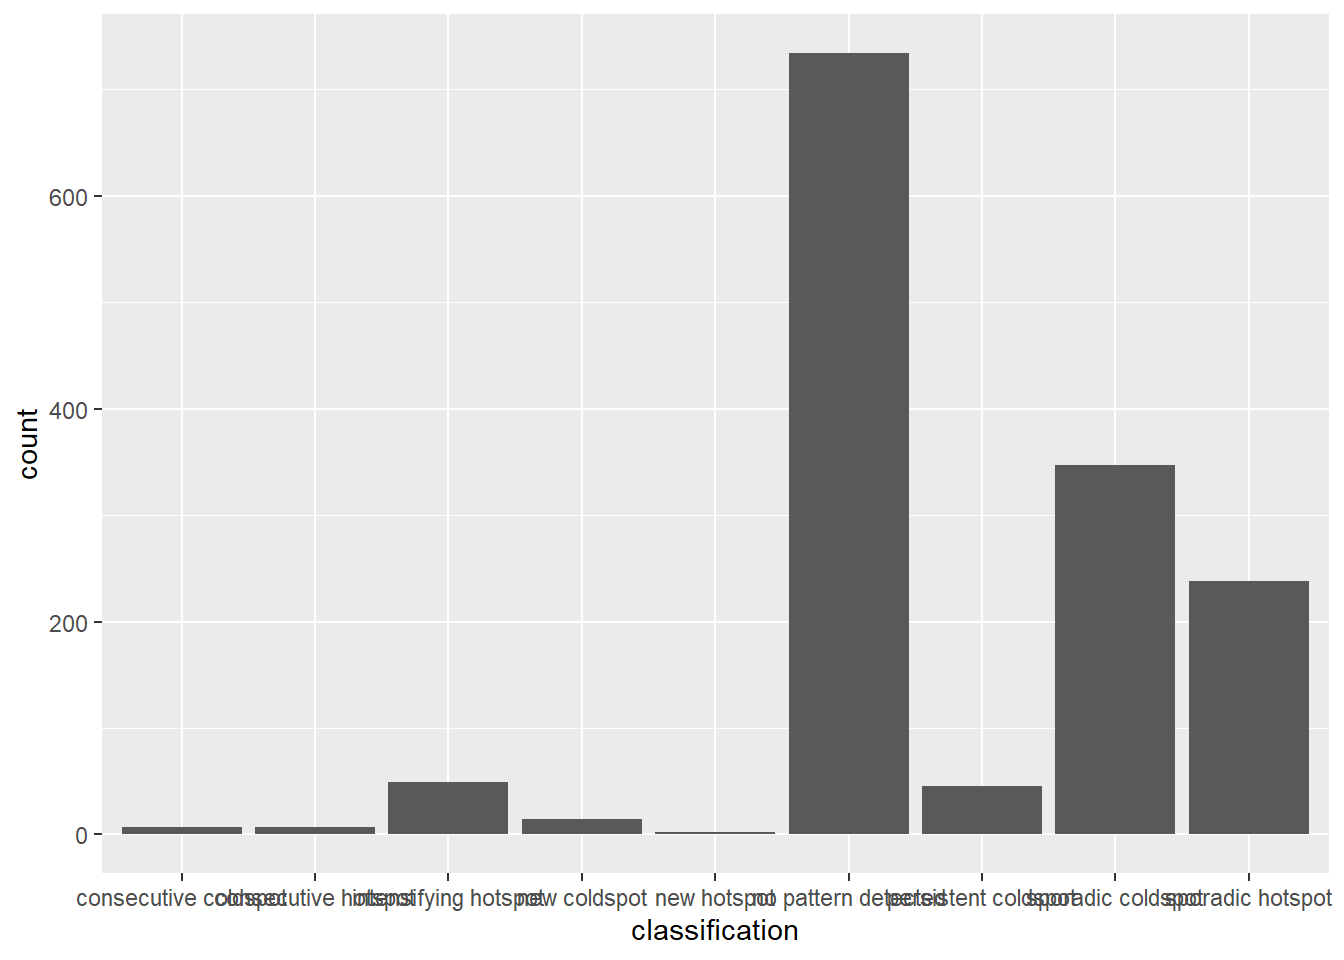 600
400
200
0
count
consecutive coldspot consecutive hotspot intensifying hotspot new coldspot new hotspot no pattern detected persistent coldspot sporadic coldspot sporadic hotspot
classification